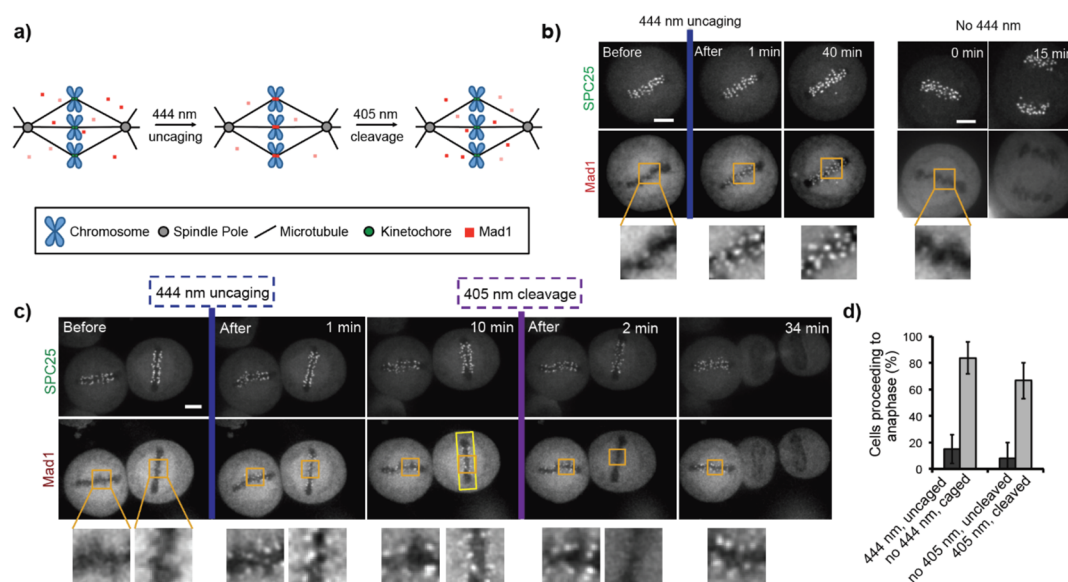 a)
444 nm
uncaging
405 nm
cleavage
Chromosome Spindle Pole Microtubule Kinetochore Mad1
b)
444 nm uncaging
No 444 nm
Before After 1 min 40 min 0 min 15 min
SPC25
Mad1
c)
444 nm uncaging
405 nm cleavage
Before After 1 min 10 min After 2 min 34 min
SPC25
Mad1
d)
Cells proceeding to
anaphase (%)
100
80
60
40
20
0
444 nm, uncaged
no 444 nm, caged
no 405 nm, uncleaved
405 nm, cleaved